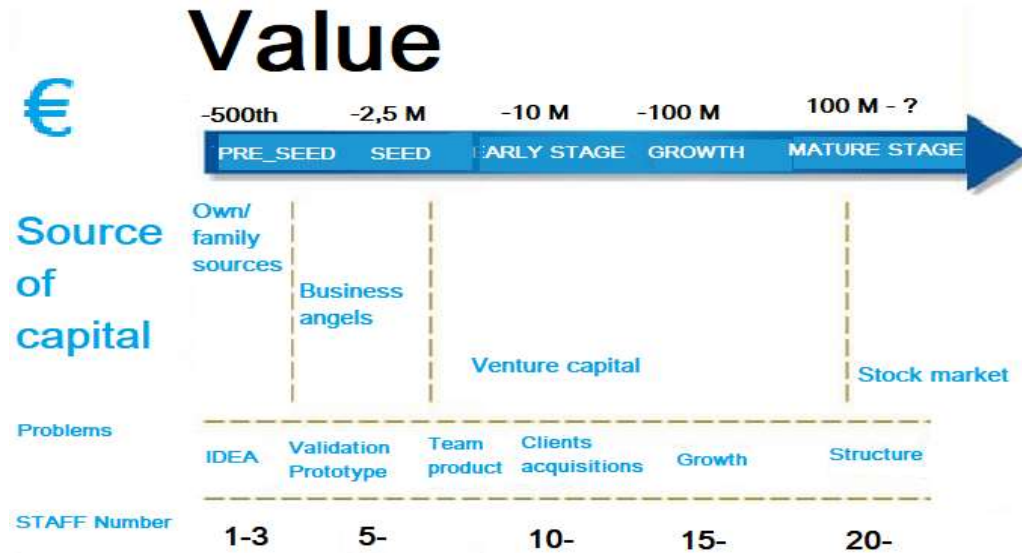 Value
€
-500th -2,5 M -10 M -100 M 100 M - ?
PRE_SEED SEED EARLY STAGE GROWTH MATURE STAGE
Source
of
capital
Own/
family
sources
Business
angels
Venture capital
Stock market
Problems
IDEA
Validation
Prototype
Team
product
Clients
acquisitions
Growth
Structure
STAFF Number
1-3 5- 10- 15- 20-